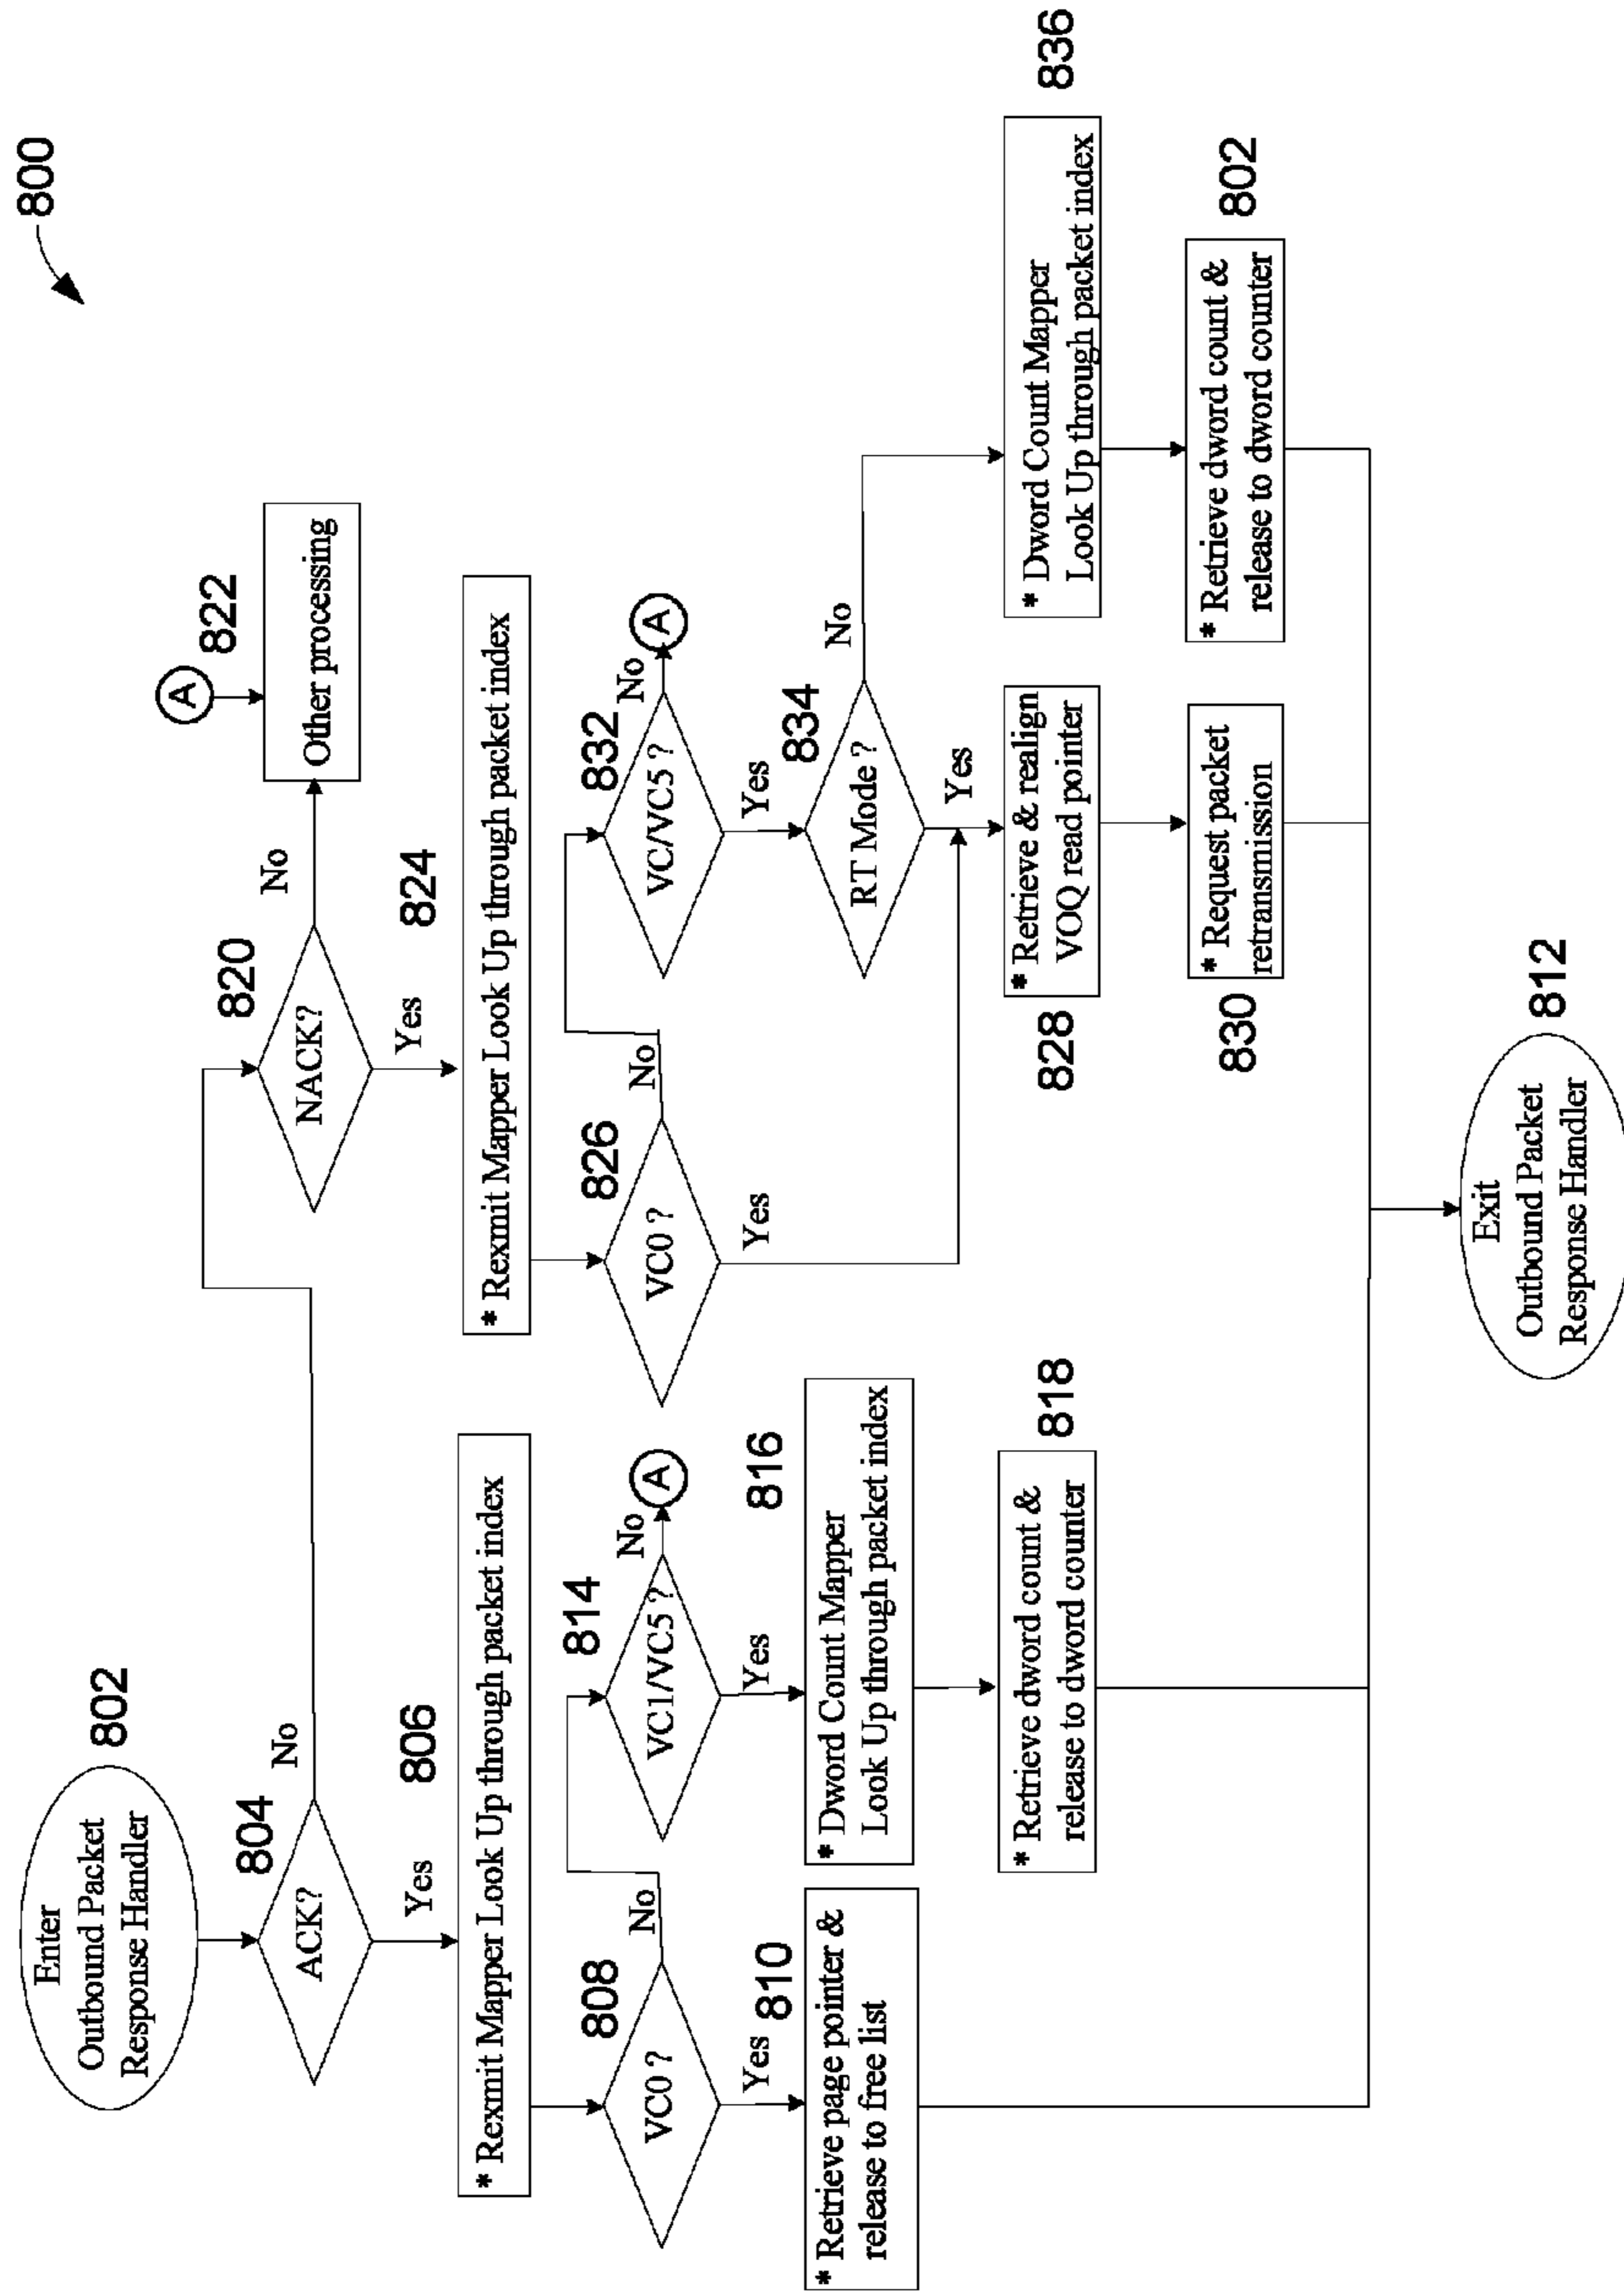 800
Enter
Outbound Packet
Response Handler
802
804
ACK?
No
Yes
806
* Rexmit Mapper Look Up through packet index
808
VC0 ?
No
Yes
810
* Retrieve page pointer &
release to free list
814
VC1/VC5 ?
No
A
Yes
816
* Dword Count Mapper
Look Up through packet index
818
* Retrieve dword count &
release to dword counter
820
NACK?
No
Yes
A
822
Other processing
824
* Rexmit Mapper Look Up through packet index
826
VC0 ?
No
Yes
832
VC/VC5 ?
No
A
Yes
834
RT Mode ?
No
Yes
828
* Retrieve & realign
VOQ read pointer
830
* Request packet
retransmission
836
* Dword Count Mapper
Look Up through packet index
802
* Retrieve dword count &
release to dword counter
812
Exit
Outbound Packet
Response Handler